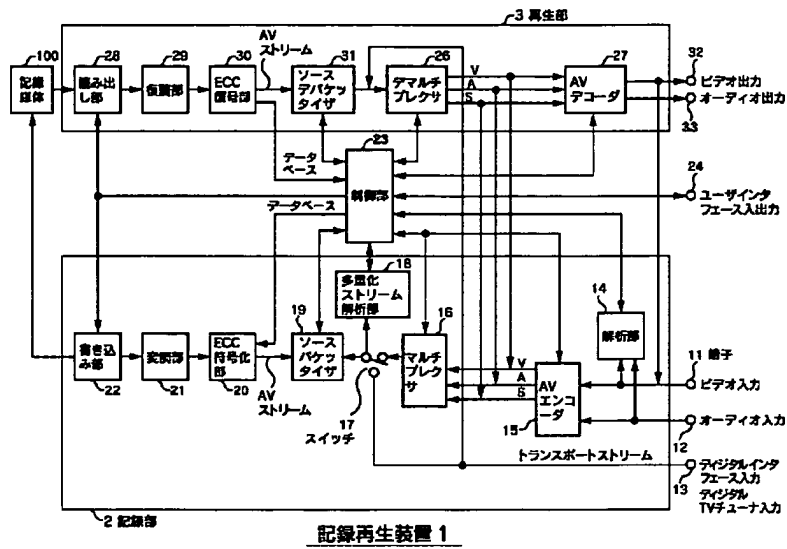 3 再生部
100
記録
媒体
28
読み出
し部
29
復調部
30
ECC
復号部
AV
ストリーム
31
ソース
デパケッ
タイザ
26
デマルチ
プレクサ
V
A
S
27
AV
デコーダ
32
ビデオ出力
オーディオ出力
33
データ
ベース
23
制御部
24
ユーザインタ
フェース入出力
データベース
18
多重化
ストリーム
解析部
14
解析部
19
ソース
パケッ
タイザ
16
マルチ
プレク
サ
V
A
S
AV
エンコ
ーダ
15
11 端子
ビデオ入力
オーディオ入力
12
書き込
み部
22
変調部
21
ECC
符号化
部
20
AV
ストリーム
17
スイッチ
トランスポートストリーム
ディジタルインタ
フェース入力
13
ディジタル
TVチューナ入力
2 記録部
記録再生装置1